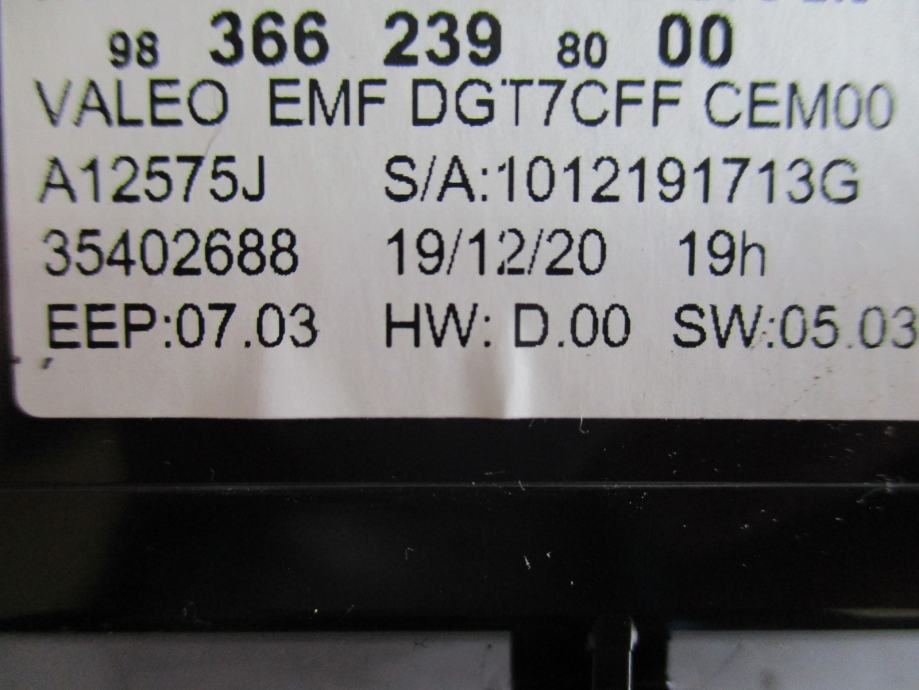 98 366 239 80 00
VALEO EMF DGT7CFF CEM00
A12575J S/A:1012191713G
35402688 19/12/20 19h
EEP:07.03 HW: D.00 SW:05.03